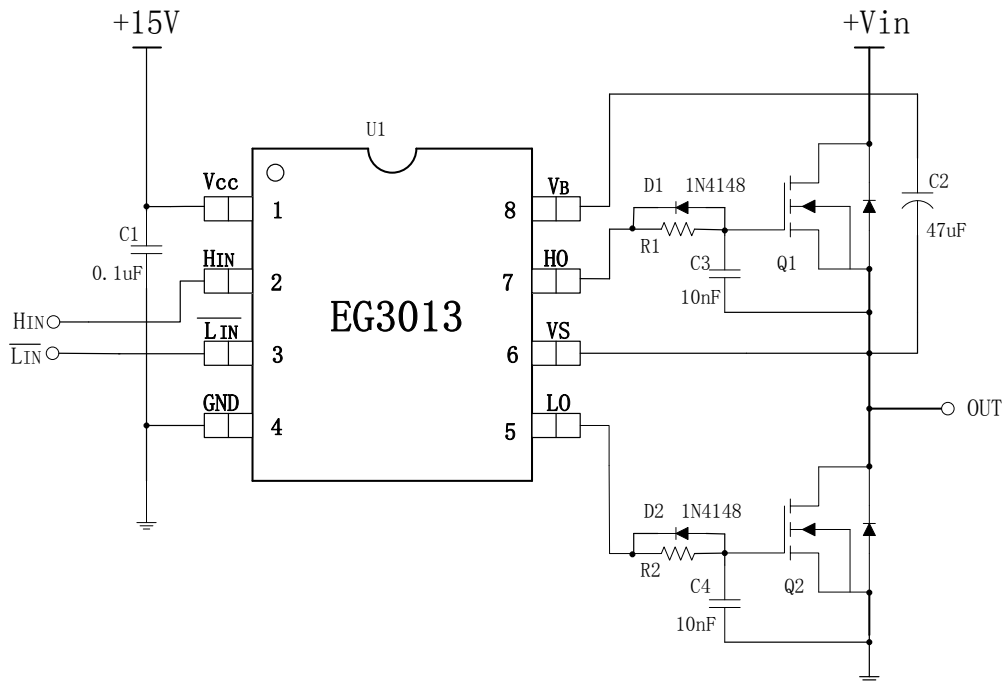 +15V
+Vin
U1
Vcc
1
HIN
2
L̅I̅N̅
3
GND
4
EG3013
VB
8
HO
7
VS
6
LO
5
C1
0.1uF
HIN
L̅I̅N̅
D1 1N4148
R1
C3
10nF
Q1
C2
47uF
OUT
D2 1N4148
R2
C4
10nF
Q2